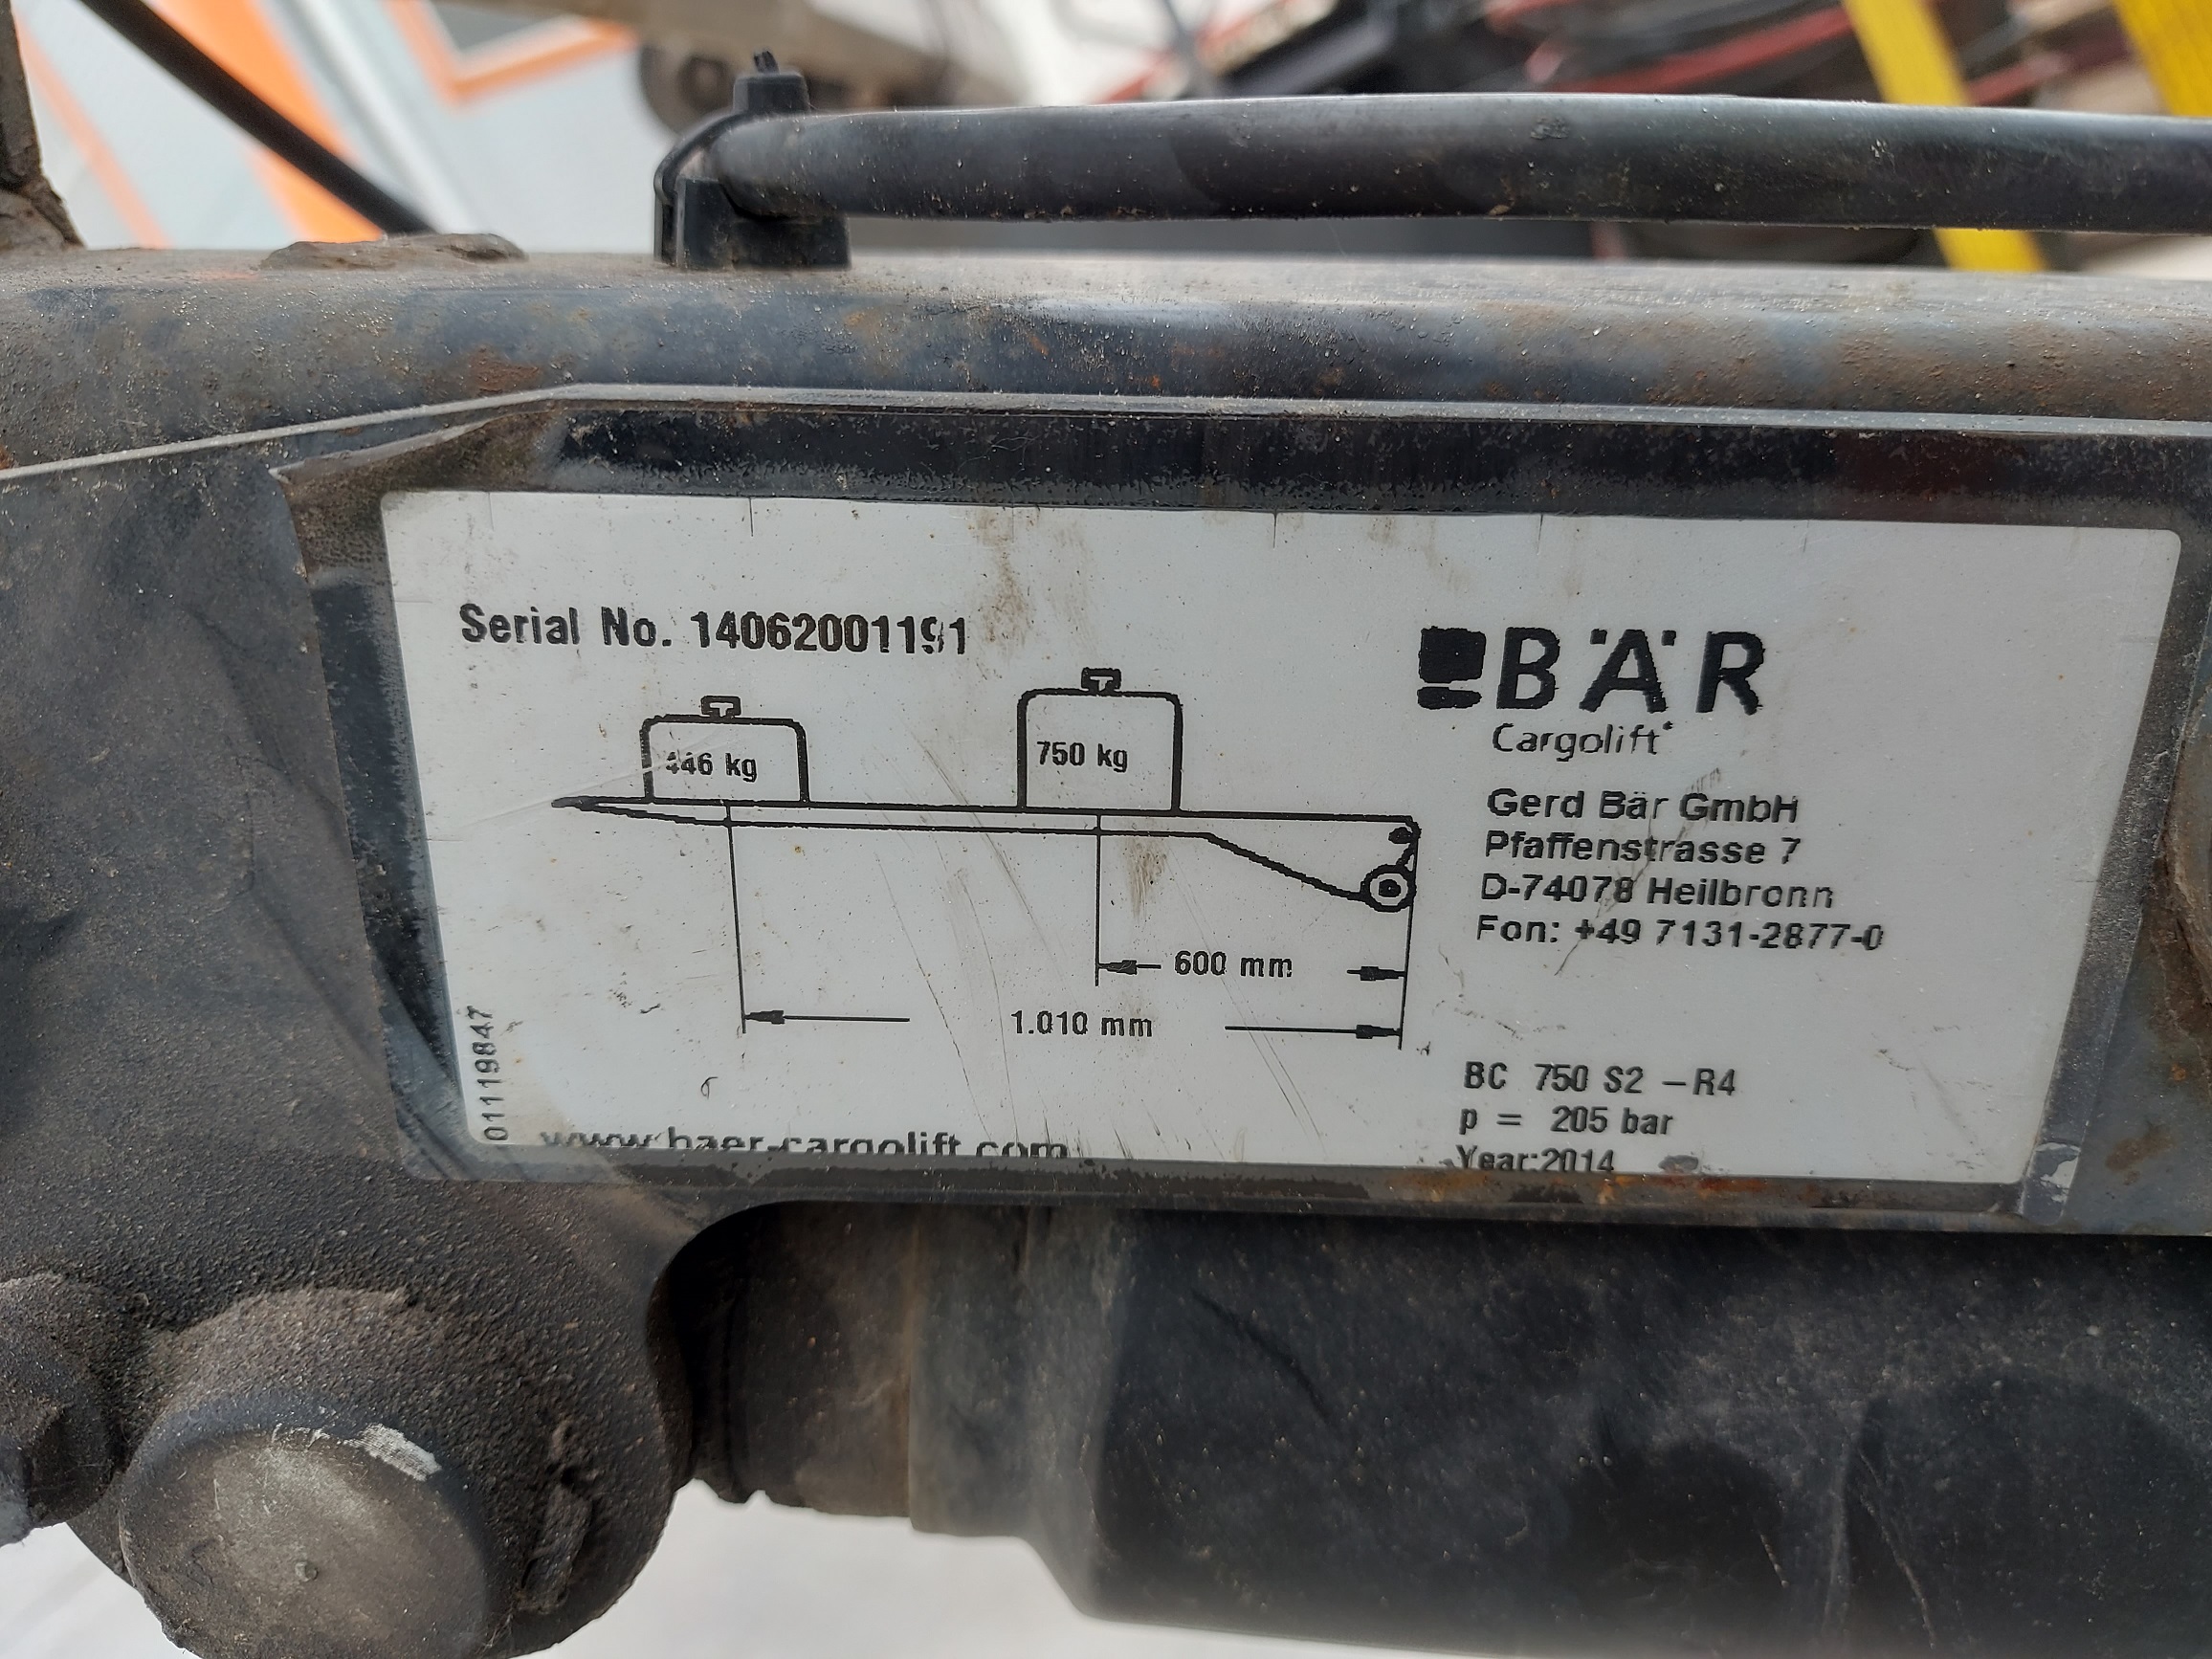 Serial No. 14062001191
446 kg
750 kg
600 mm
1.010 mm
BÄR
Cargolift
Gerd Bär GmbH
Pfaffenstrasse 7
D-74078 Heilbronn
Fon: +49 7131-2877-0
BC 750 S2 -R4
p = 205 bar
Year:2014
www.baer-cargolift.com
01119847